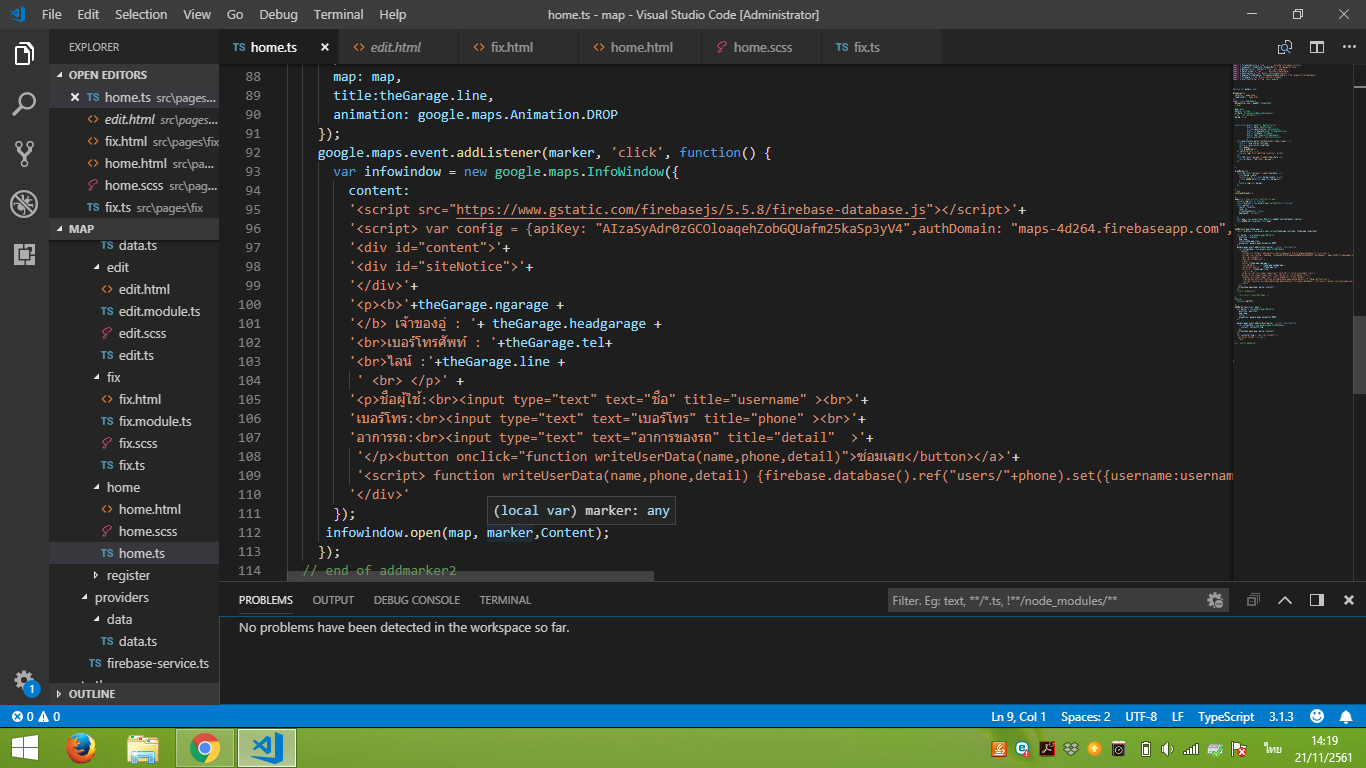 File Edit Selection View Go Debug Terminal Help
home.ts - map - Visual Studio Code [Administrator]
EXPLORER
OPEN EDITORS
TS home.ts src\pages...
<> edit.html src\pages...
<> fix.html src\pages\fix
<> home.html src\pa...
home.scss src\pag...
TS fix.ts src\pages\fix
MAP
TS data.ts
edit
<> edit.html
TS edit.module.ts
edit.scss
TS edit.ts
fix
<> fix.html
TS fix.module.ts
fix.scss
TS fix.ts
home
<> home.html
home.scss
TS home.ts
register
providers
data
TS data.ts
TS firebase-service.ts
OUTLINE
1
TS home.ts
<> edit.html
<> fix.html
<> home.html
home.scss
TS fix.ts
88 map: map,
89 title:theGarage.line,
90 animation: google.maps.Animation.DROP
91 });
92 google.maps.event.addListener(marker, 'click', function() {
93 var infowindow = new google.maps.InfoWindow({
94 content:
95 '<script src="https://www.gstatic.com/firebasejs/5.5.8/firebase-database.js"></script>'+
96 '<script> var config = {apiKey: "AIzaSyAdr0zGCOloaqehZobGQUafm25kaSp3yV4",authDomain: "maps-4d264.firebaseapp.com",
97 '<div id="content">'+
98 '<div id="siteNotice">'+
99 '</div>'+
100 '<p><b>'+theGarage.ngarage +
101 '</b> เจ้าของอู่ : '+ theGarage.headgarage +
102 '<br>เบอร์โทรศัพท์ : '+theGarage.tel+
103 '<br>ไลน์ :'+theGarage.line +
104 ' <br> </p>' +
105 '<p>ชื่อผู้ใช้:<br><input type="text" text="ชื่อ" title="username" ><br>'+
106 'เบอร์โทร:<br><input type="text" text="เบอร์โทร" title="phone" ><br>'+
107 'อาการรถ:<br><input type="text" text="อาการของรถ" title="detail"  >'+
108 '</p><button onclick="function writeUserData(name,phone,detail)">ซ่อมเลย</button></a>'+
109 '<script> function writeUserData(name,phone,detail) {firebase.database().ref("users/"+phone).set({username:usernam
110 '</div>'
(local var) marker: any
111 });
112 infowindow.open(map, marker,Content);
113 });
114 // end of addmarker2
PROBLEMS OUTPUT DEBUG CONSOLE TERMINAL
Filter. Eg: text, **/*.ts, !**/node_modules/**
No problems have been detected in the workspace so far.
0 0
Ln 9, Col 1 Spaces: 2 UTF-8 LF TypeScript 3.1.3
ไทย
14:19
21/11/2561